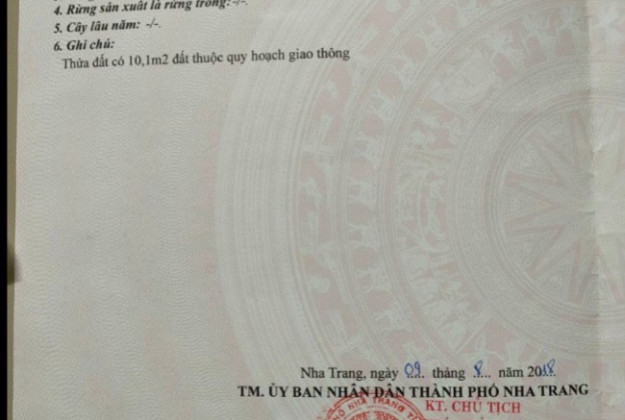 4. Rừng sản xuất là rừng trồng: -/-.
5. Cây lâu năm: -/-.
6. Ghi chú:
Thửa đất có 10,1m2 đất thuộc quy hoạch giao thông
Nha Trang, ngày 09 tháng 8 năm 2018
TM. ỦY BAN NHÂN DÂN THÀNH PHỐ NHA TRANG
KT. CHỦ TỊCH